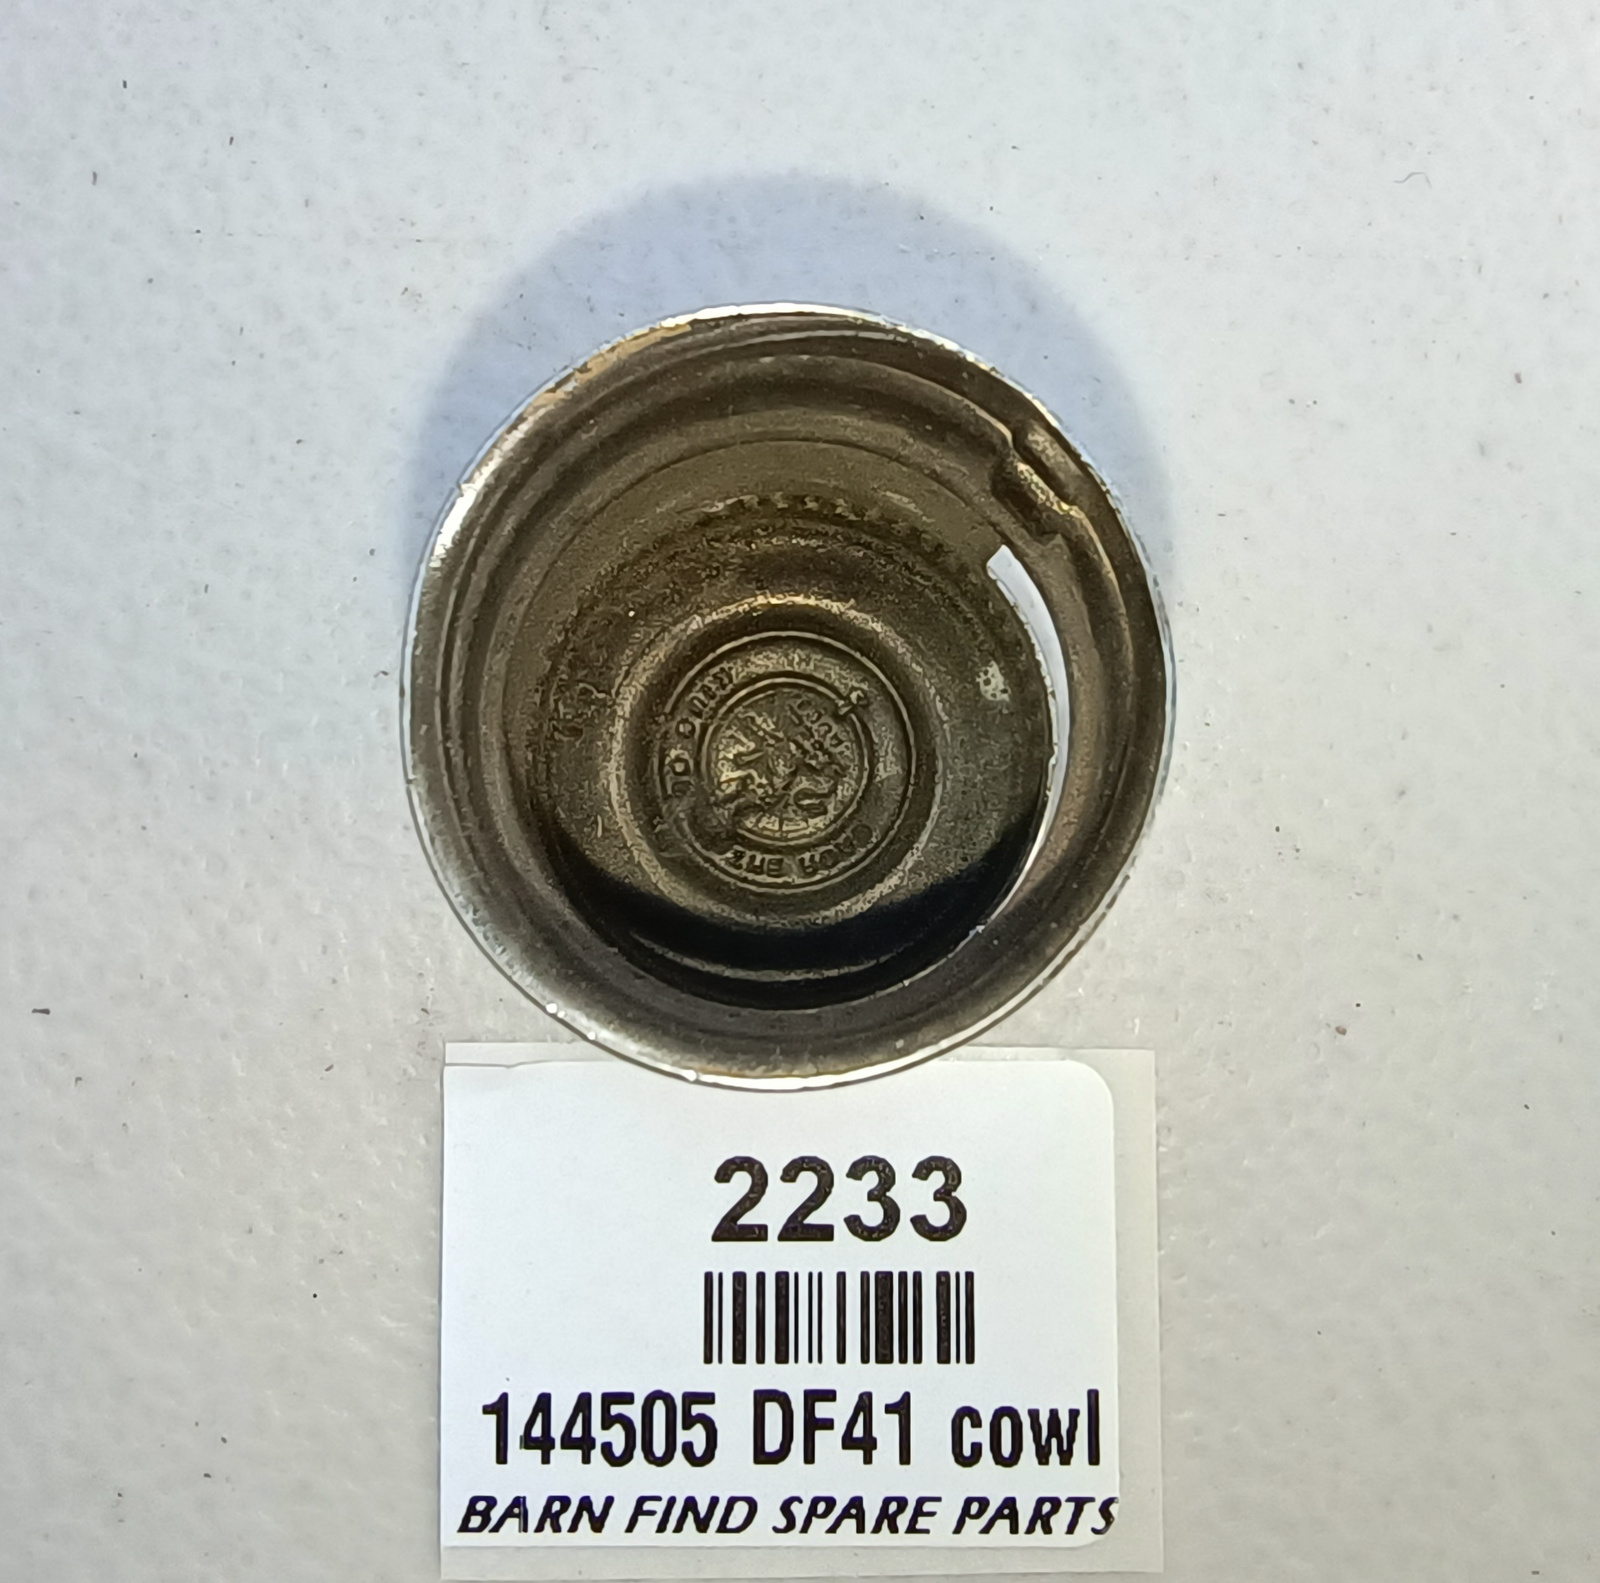 2233
144505 DF41 cowl
BARN FIND SPARE PARTS